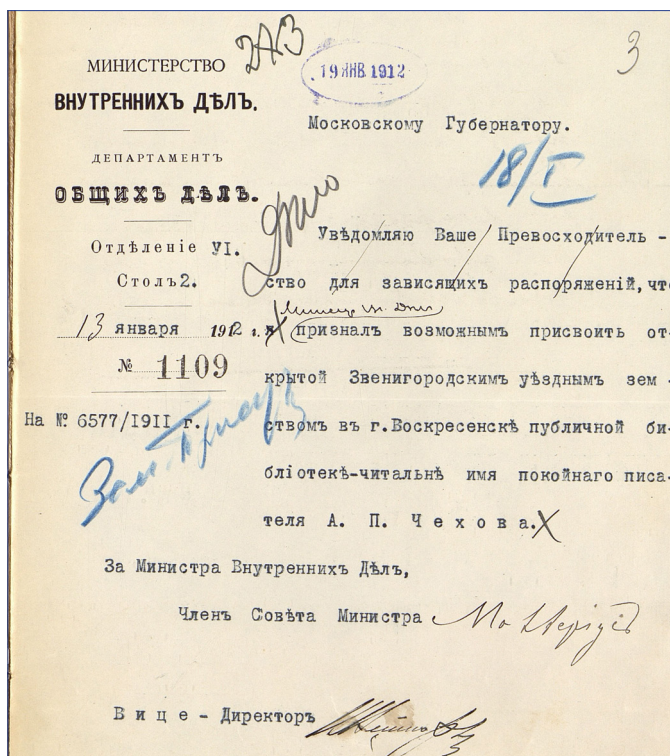 243
19 ЯНВ 1912
3
МИНИСТЕРСТВО
ВНУТРЕННИХЪ ДѢЛЪ.
ДЕПАРТАМЕНТЪ
ОБЩИХЪ ДѢЛЪ.
Отдѣленіе VI.
Столъ 2.
13 января 1912 г.
№ 1109
На № 6577/1911 г.
Московскому Губернатору.
18/I
Увѣдомляю Ваше Превосходитель-
ство для зависящихъ распоряженій, что
я призналъ возможнымъ присвоить от-
крытой Звенигородскимъ уѣзднымъ зем-
ствомъ въ г.Воскресенскѣ публичной би-
бліотекѣ-читальнѣ имя покойнаго писа-
теля А. П. Чехова.
За Министра Внутреннихъ Дѣлъ,
Членъ Совѣта Министра
Вице-Директоръ